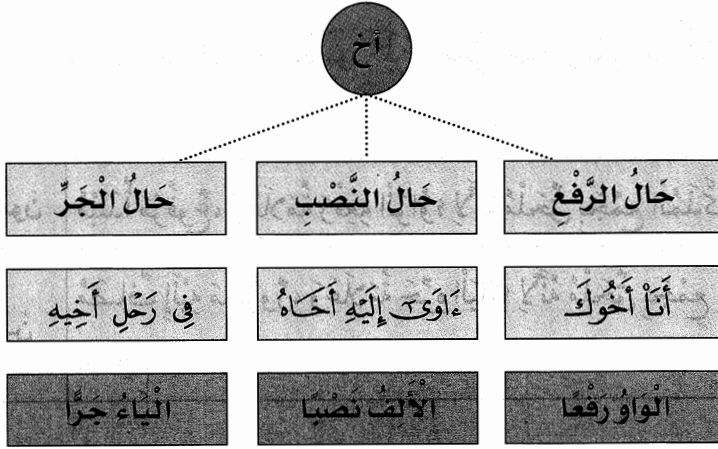 أخ
حَالُ الرَّفْعِ حَالُ النَّصْبِ حَالُ الْجَرِّ
أَنَا۠ أَخُوكَ ءَاوَىٰٓ إِلَيْهِ أَخَاهُ فِى رَحْلِ أَخِيهِ
الْوَاوُ رَفْعًا الْأَلِفُ نَصْبًا الْيَاءُ جَرًّا